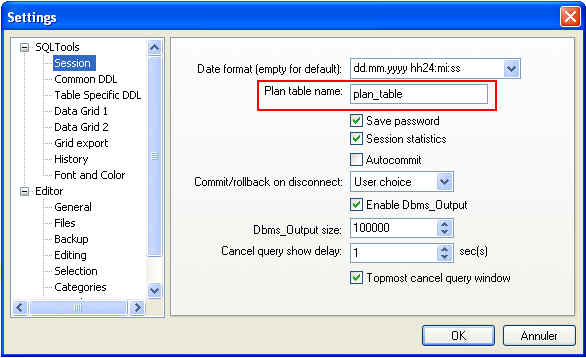 Settings
SQLTools
Session
Common DDL
Table Specific DDL
Data Grid 1
Data Grid 2
Grid export
History
Font and Color
Editor
General
Files
Backup
Editing
Selection
Categories
Date format (empty for default): dd.mm.yyyy hh24:mi:ss
Plan table name: plan_table
Save password
Session statistics
Autocommit
Commit/rollback on disconnect: User choice
Enable Dbms_Output
Dbms_Output size: 100000
Cancel query show delay: 1 sec(s)
Topmost cancel query window
OK Annuler